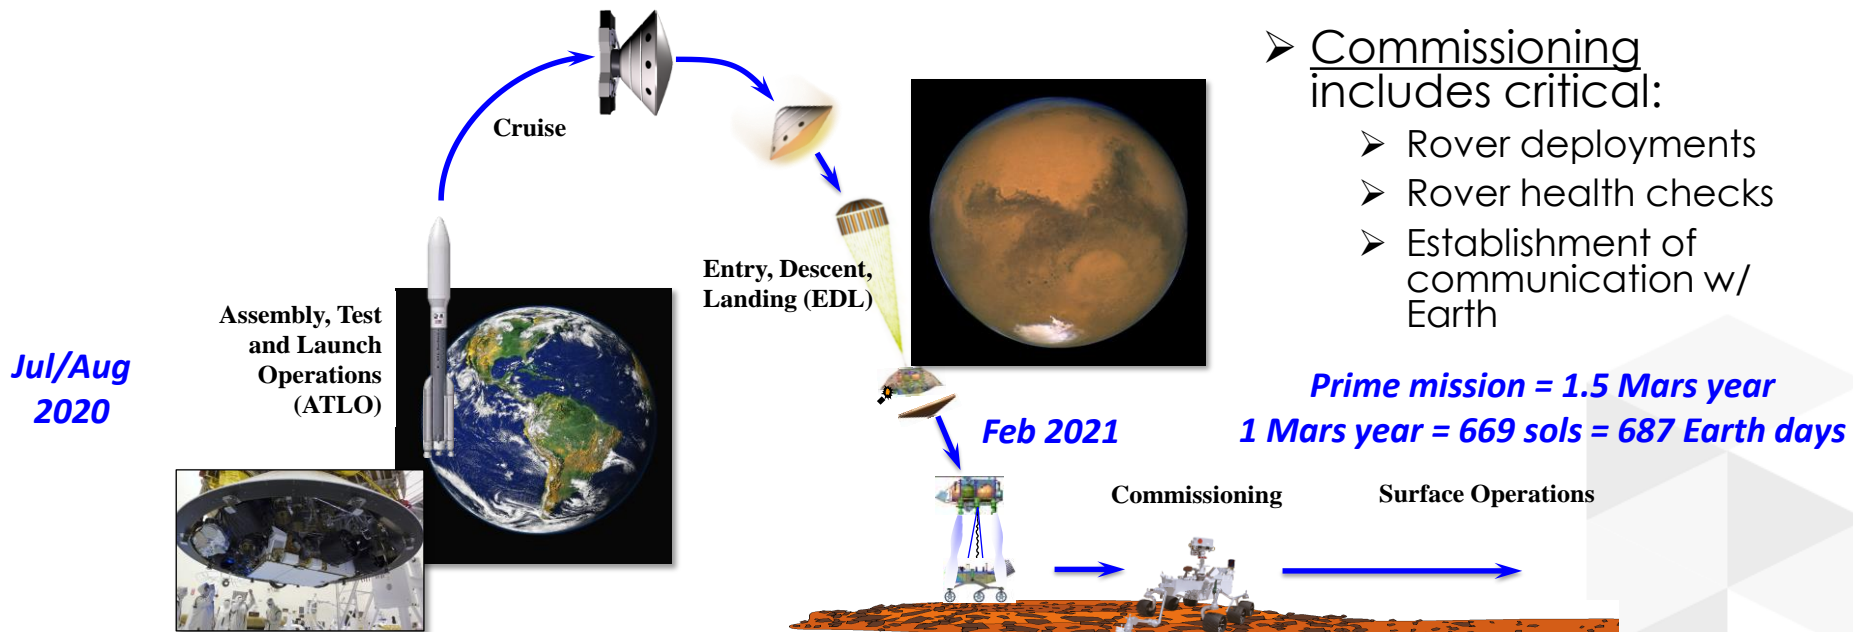 Cruise
Entry, Descent,
Landing (EDL)
Assembly, Test
and Launch
Operations
(ATLO)
Jul/Aug
2020
Feb 2021
Commissioning
Surface Operations
➢ Commissioning
includes critical:
➢ Rover deployments
➢ Rover health checks
➢ Establishment of
communication w/
Earth
Prime mission = 1.5 Mars year
1 Mars year = 669 sols = 687 Earth days